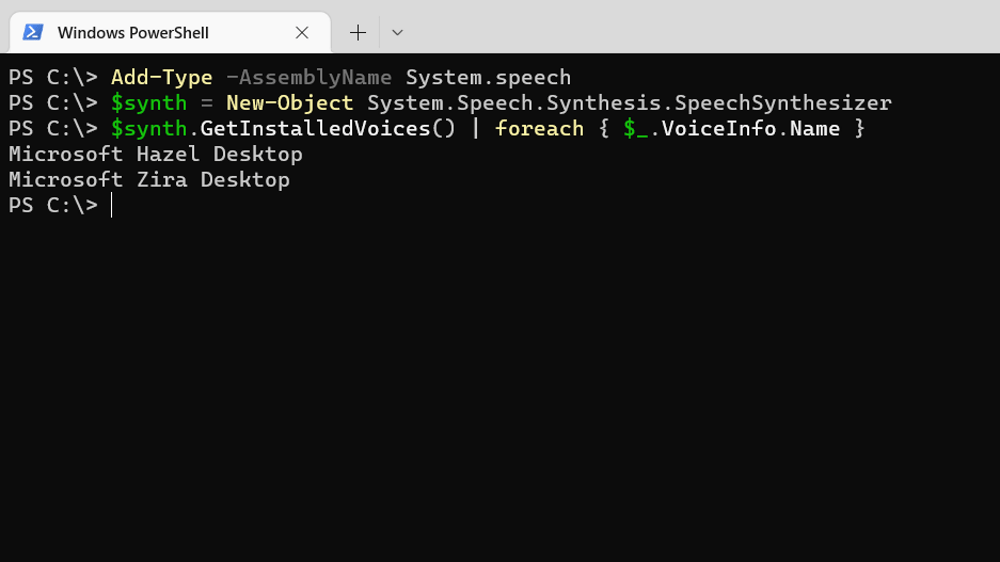 Windows PowerShell
PS C:\> Add-Type -AssemblyName System.speech
PS C:\> $synth = New-Object System.Speech.Synthesis.SpeechSynthesizer
PS C:\> $synth.GetInstalledVoices() | foreach { $_.VoiceInfo.Name }
Microsoft Hazel Desktop
Microsoft Zira Desktop
PS C:\>